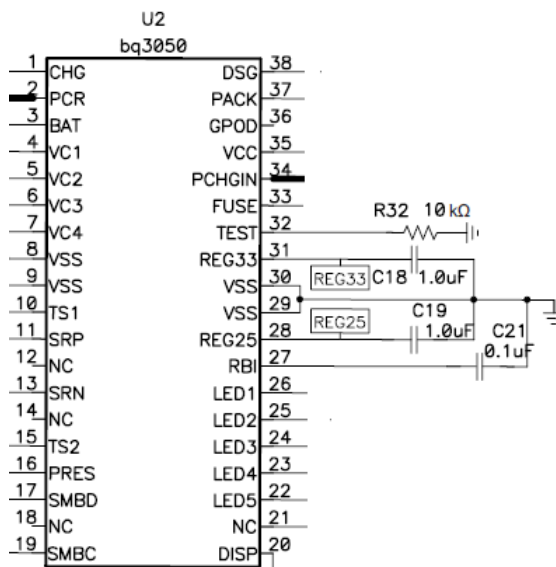 U2
bq3050
1 CHG DSG 38
2 PCR PACK 37
3 BAT GPOD 36
4 VC1 VCC 35
5 VC2 PCHGIN 34
6 VC3 FUSE 33
7 VC4 TEST 32 R32 10 kΩ
8 VSS REG33 31
9 VSS VSS 30 REG33 C18 1.0uF
10 TS1 VSS 29 REG25 C19 1.0uF
11 SRP REG25 28 C21 0.1uF
12 NC RBI 27
13 SRN LED1 26
14 NC LED2 25
15 TS2 LED3 24
16 PRES LED4 23
17 SMBD LED5 22
18 NC NC 21
19 SMBC DISP 20